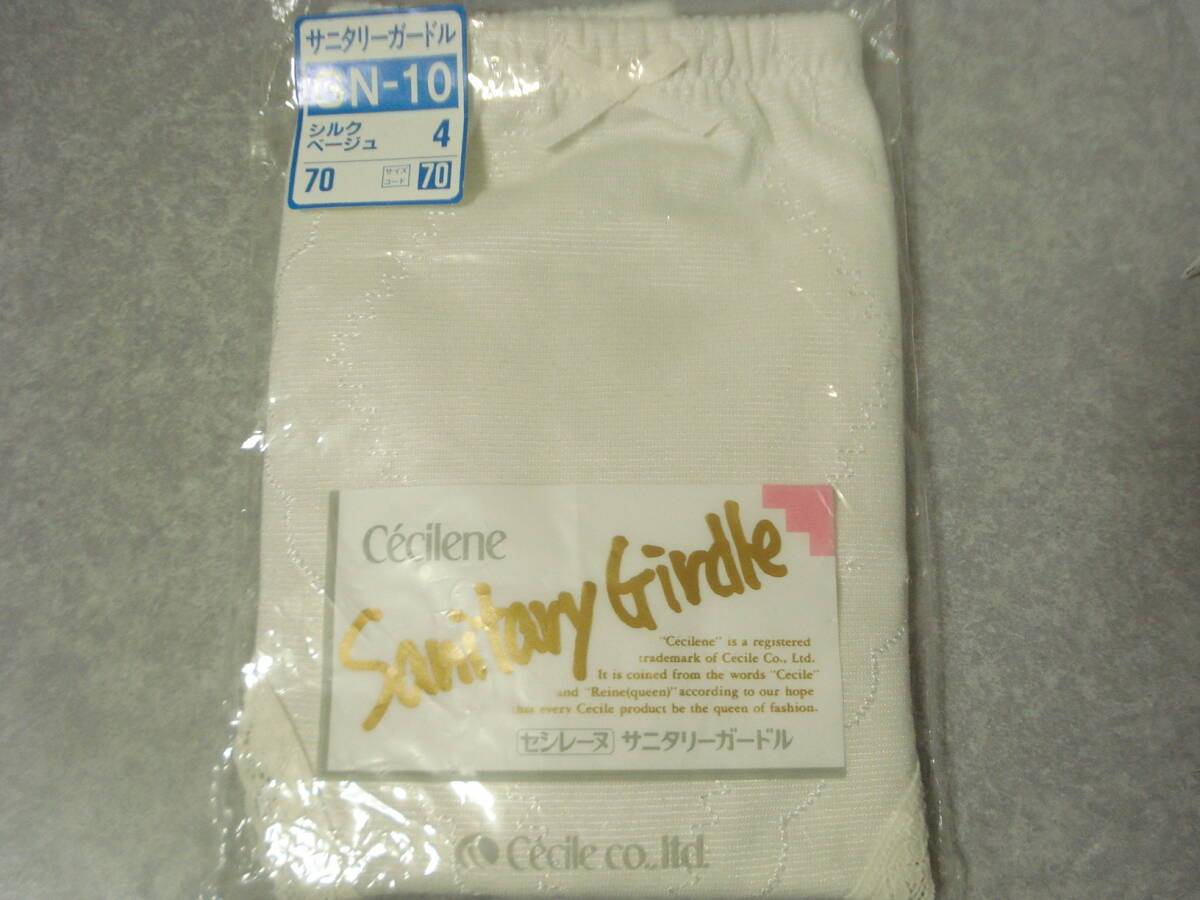 サニタリーガードル
GN-10
シルク
ベージュ 4
70 サイズ
コード 70
Cécilene
Sanitary Girdle
"Cecilene" is a registered
trademark of Cecile Co., Ltd.
It is coined from the words "Cecile"
and "Reine(queen)" according to our hope
that every Cecile product be the queen of fashion.
セシレーヌ サニタリーガードル
Cécile co.,ltd.